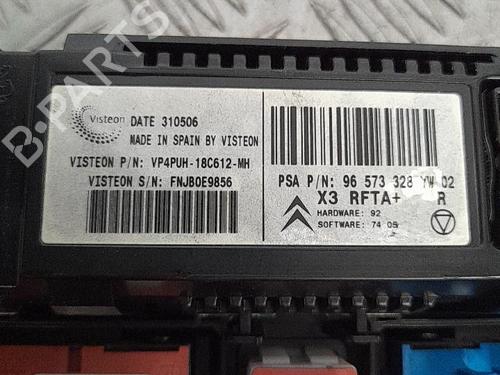 Visteon DATE 310506
MADE IN SPAIN BY VISTEON
VISTEON P/N: VP4PUH-18C612-MH
VISTEON S/N: FNJB0E9856
PSA P/N: 96 573 328 YW 02
X3 RFTA+ R
HARDWARE: 92
SOFTWARE: 74 05
B-PARTS